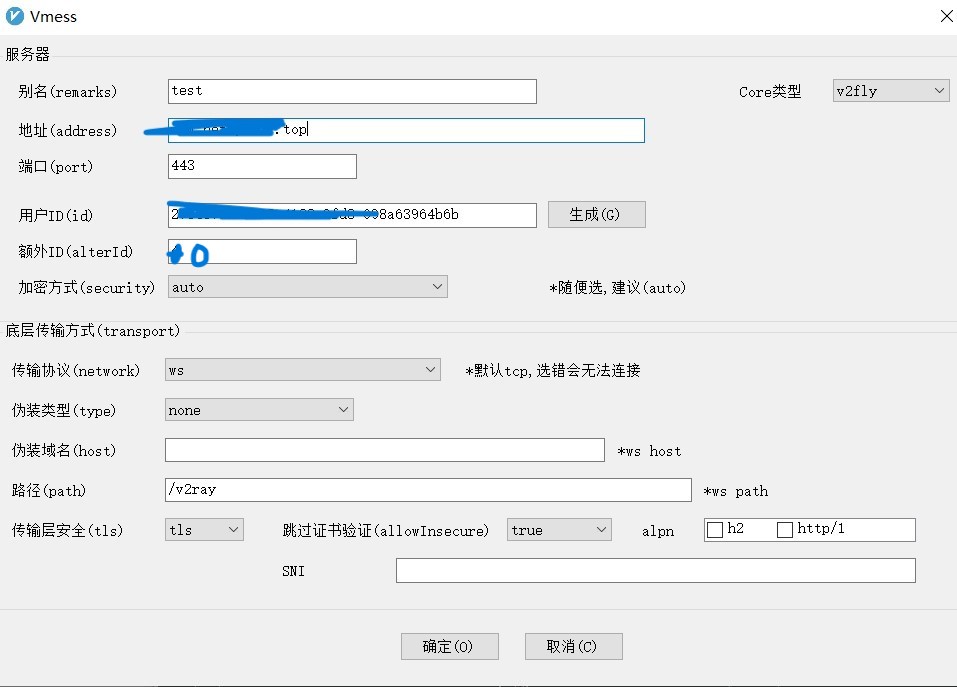 Vmess
服务器
别名(remarks) test Core类型 v2fly
地址(address) .top
端口(port) 443
用户ID(id) 98a63964b6b 生成(G)
额外ID(alterId) 0
加密方式(security) auto *随便选,建议(auto)
底层传输方式(transport)
传输协议(network) ws *默认tcp,选错会无法连接
伪装类型(type) none
伪装域名(host) *ws host
路径(path) /v2ray *ws path
传输层安全(tls) tls 跳过证书验证(allowInsecure) true alpn h2 http/1
SNI
确定(O) 取消(C)